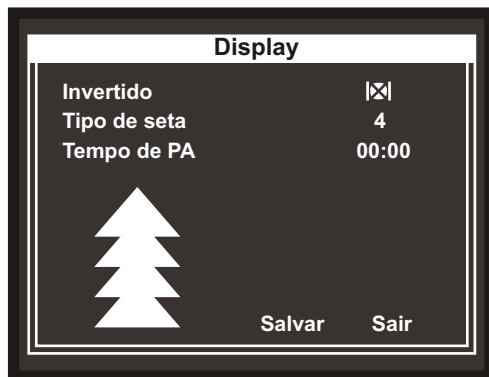 Display
Invertido
Tipo de seta 4
Tempo de PA 00:00
Salvar Sair